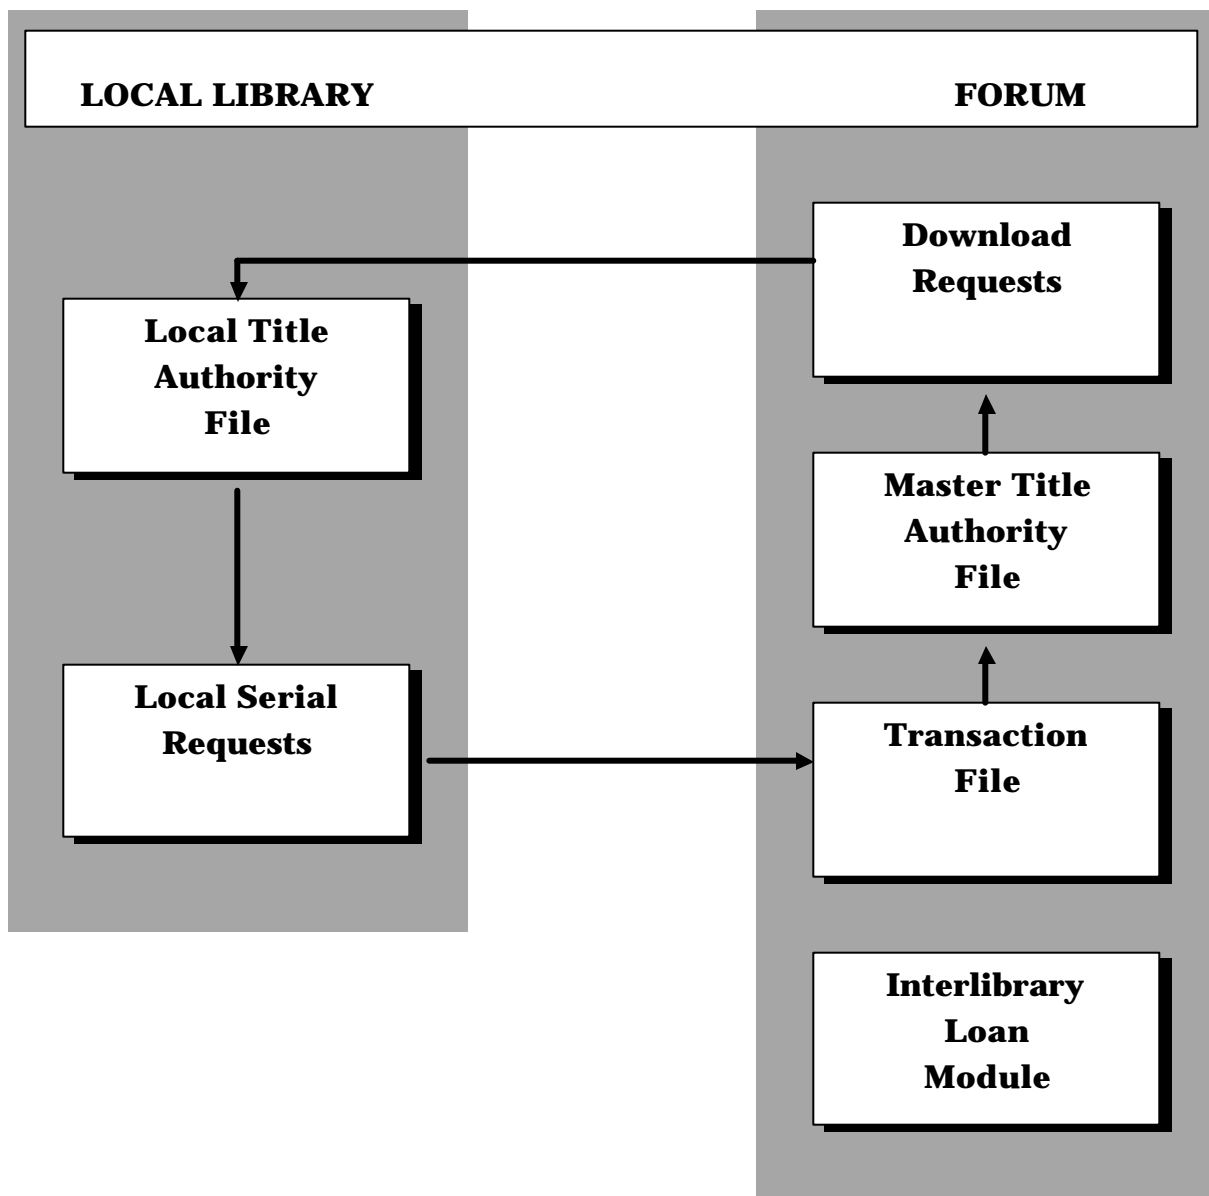 LOCAL LIBRARY
FORUM
Download
Requests
Local Title
Authority
File
Master Title
Authority
File
Local Serial
Requests
Transaction
File
Interlibrary
Loan
Module